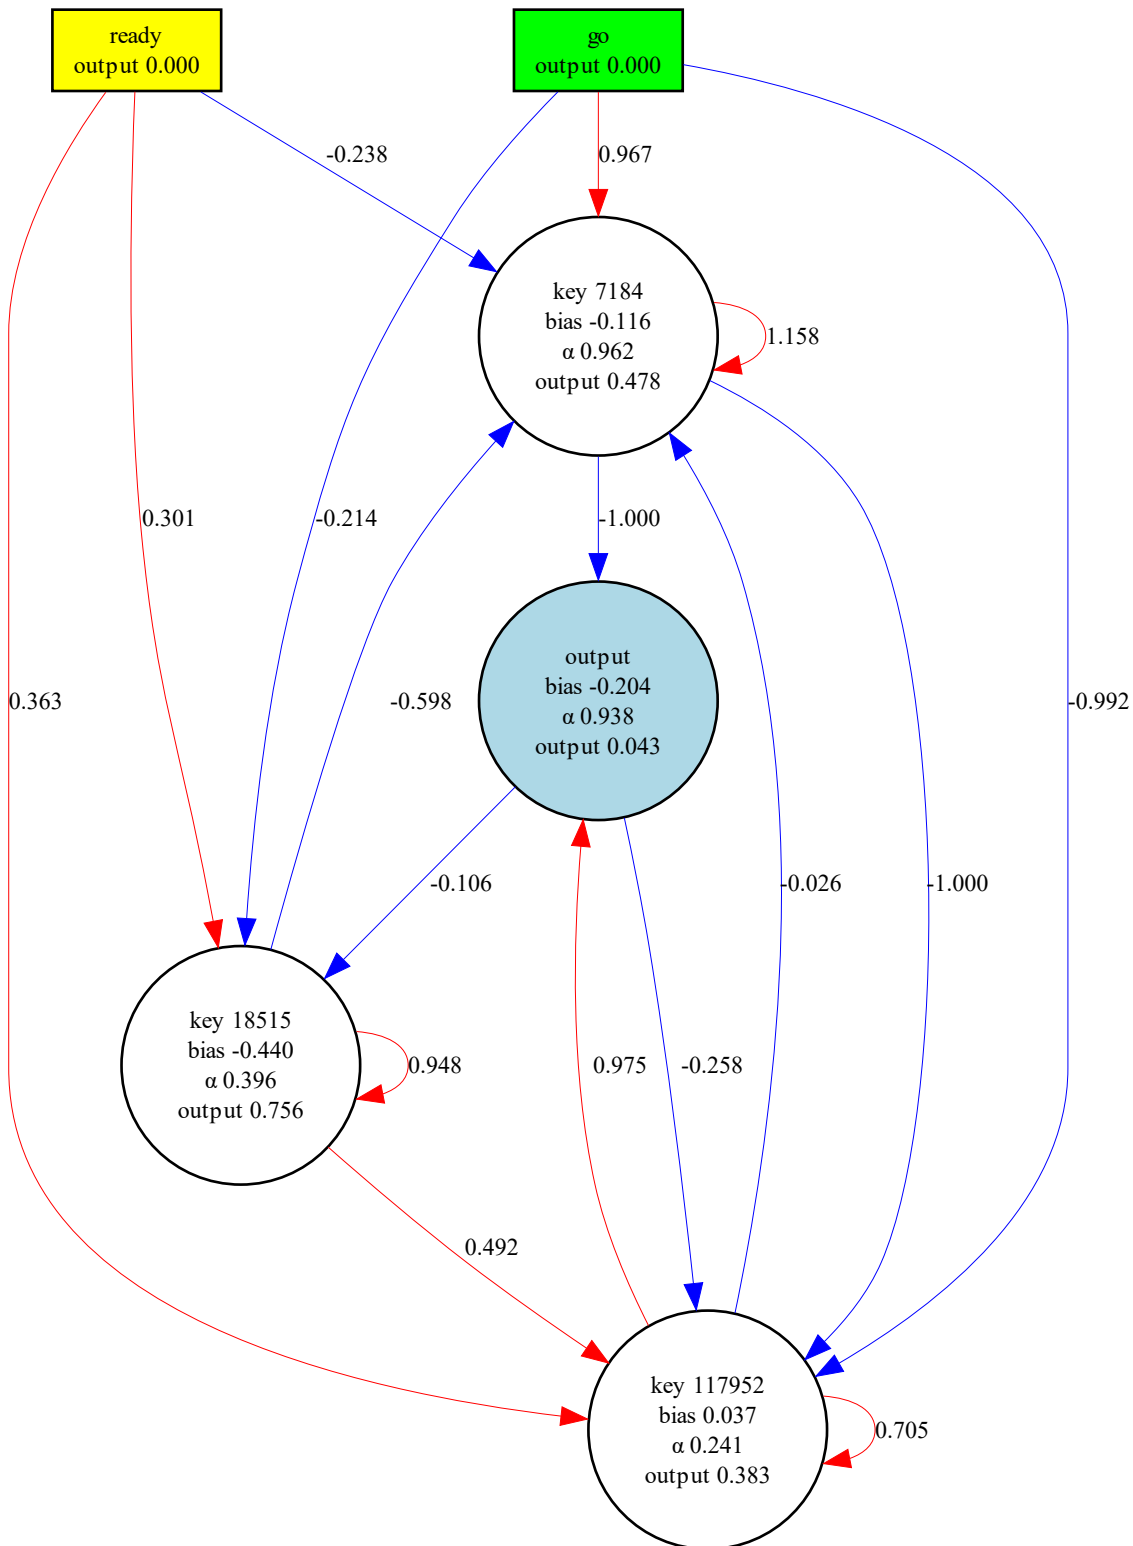 ready
output 0.000
go
output 0.000
-0.238
0.967
key 7184
bias -0.116
α 0.962
output 0.478
1.158
0.301
-0.214
-1.000
output
bias -0.204
α 0.938
output 0.043
0.363
-0.598
-0.992
-0.106
-0.026
-1.000
key 18515
bias -0.440
α 0.396
output 0.756
0.948
0.975
-0.258
0.492
key 117952
bias 0.037
α 0.241
output 0.383
0.705